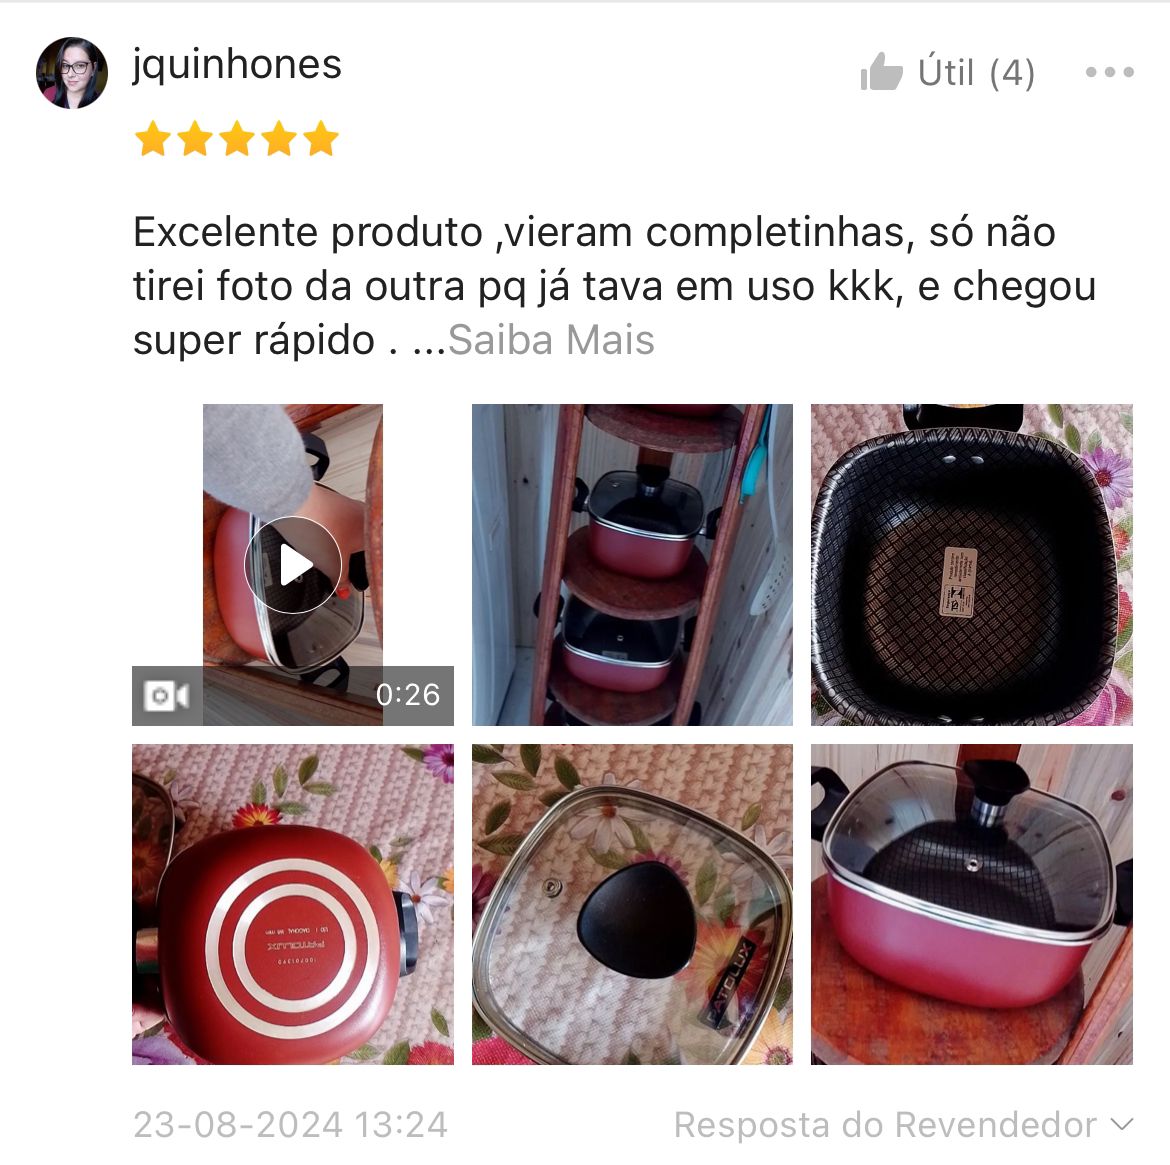 jquinhones
Útil (4)
Excelente produto ,vieram completinhas, só não
tirei foto da outra pq já tava em uso kkk, e chegou
super rápido . ...Saiba Mais
0:26
PATOLUX
23-08-2024 13:24
Resposta do Revendedor